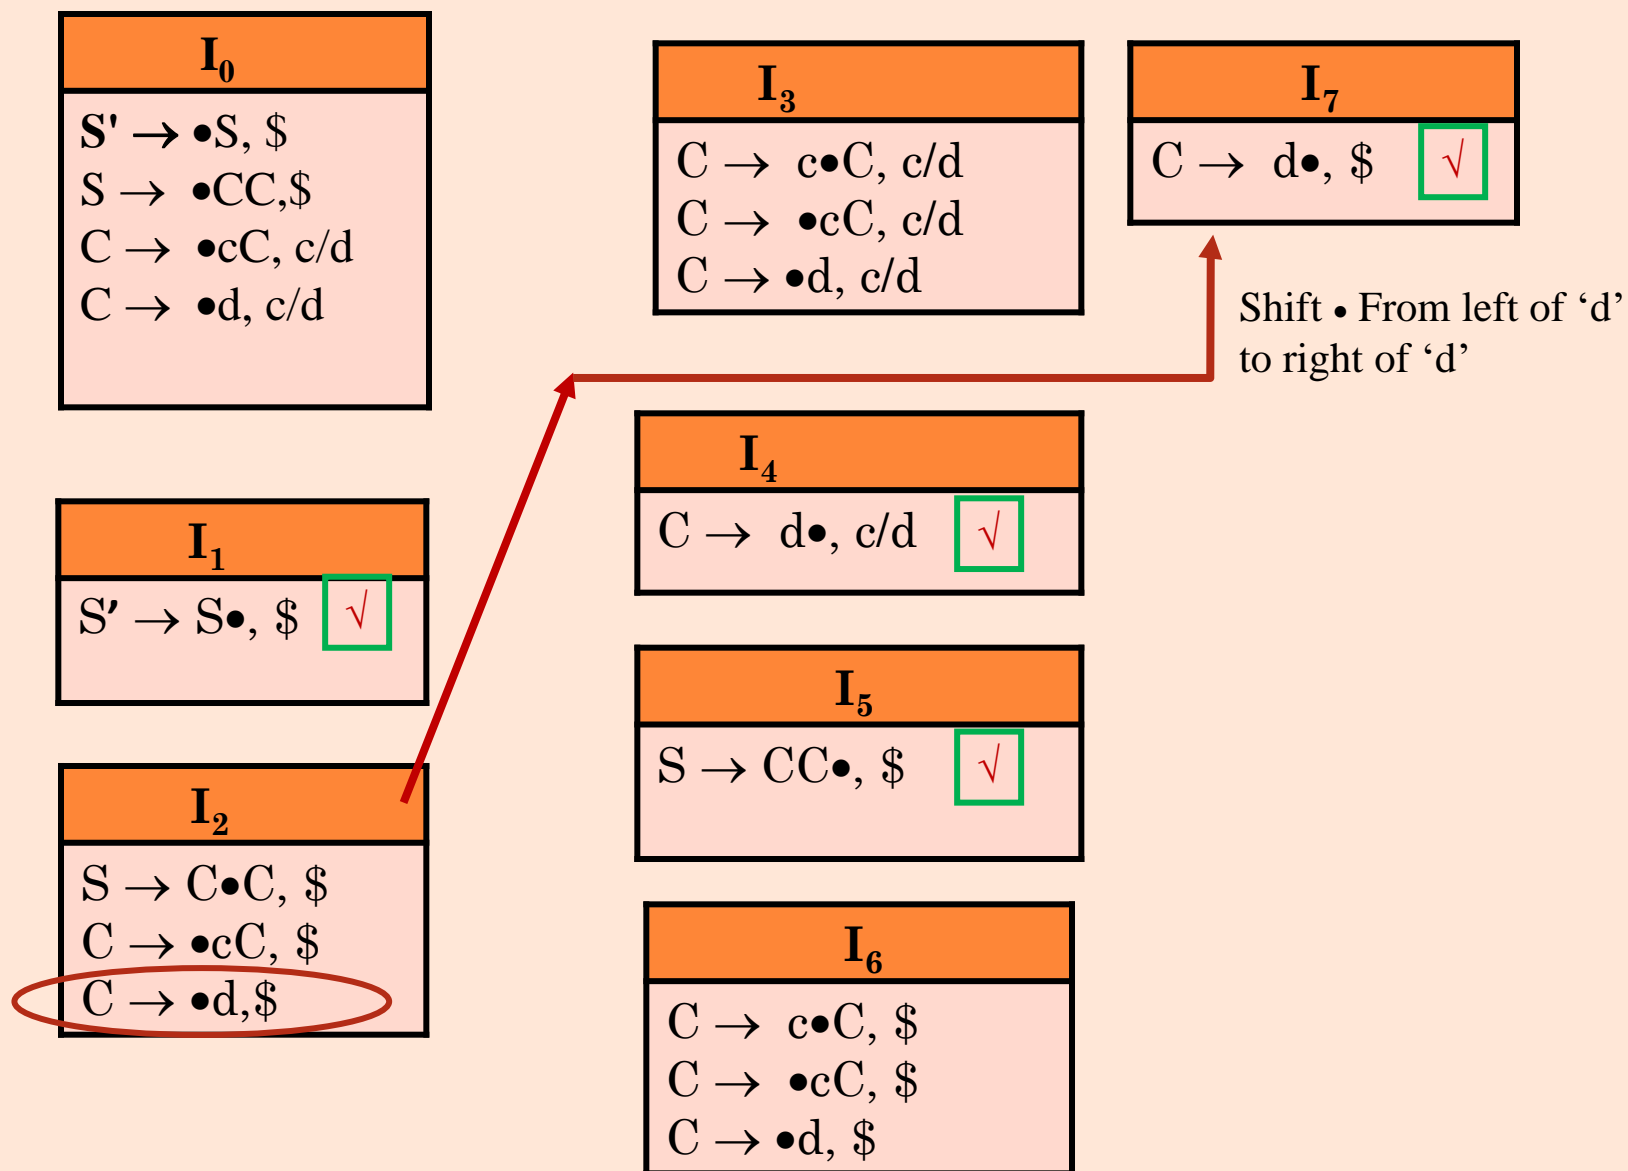 I₀
S' → •S, $
S → •CC,$
C → •cC, c/d
C → •d, c/d
I₁
S′ → S•, $ √
I₂
S → C•C, $
C → •cC, $
C → •d,$
I₃
C → c•C, c/d
C → •cC, c/d
C → •d, c/d
I₄
C → d•, c/d √
I₅
S → CC•, $ √
I₆
C → c•C, $
C → •cC, $
C → •d, $
I₇
C → d•, $ √
Shift • From left of ‘d’
to right of ‘d’